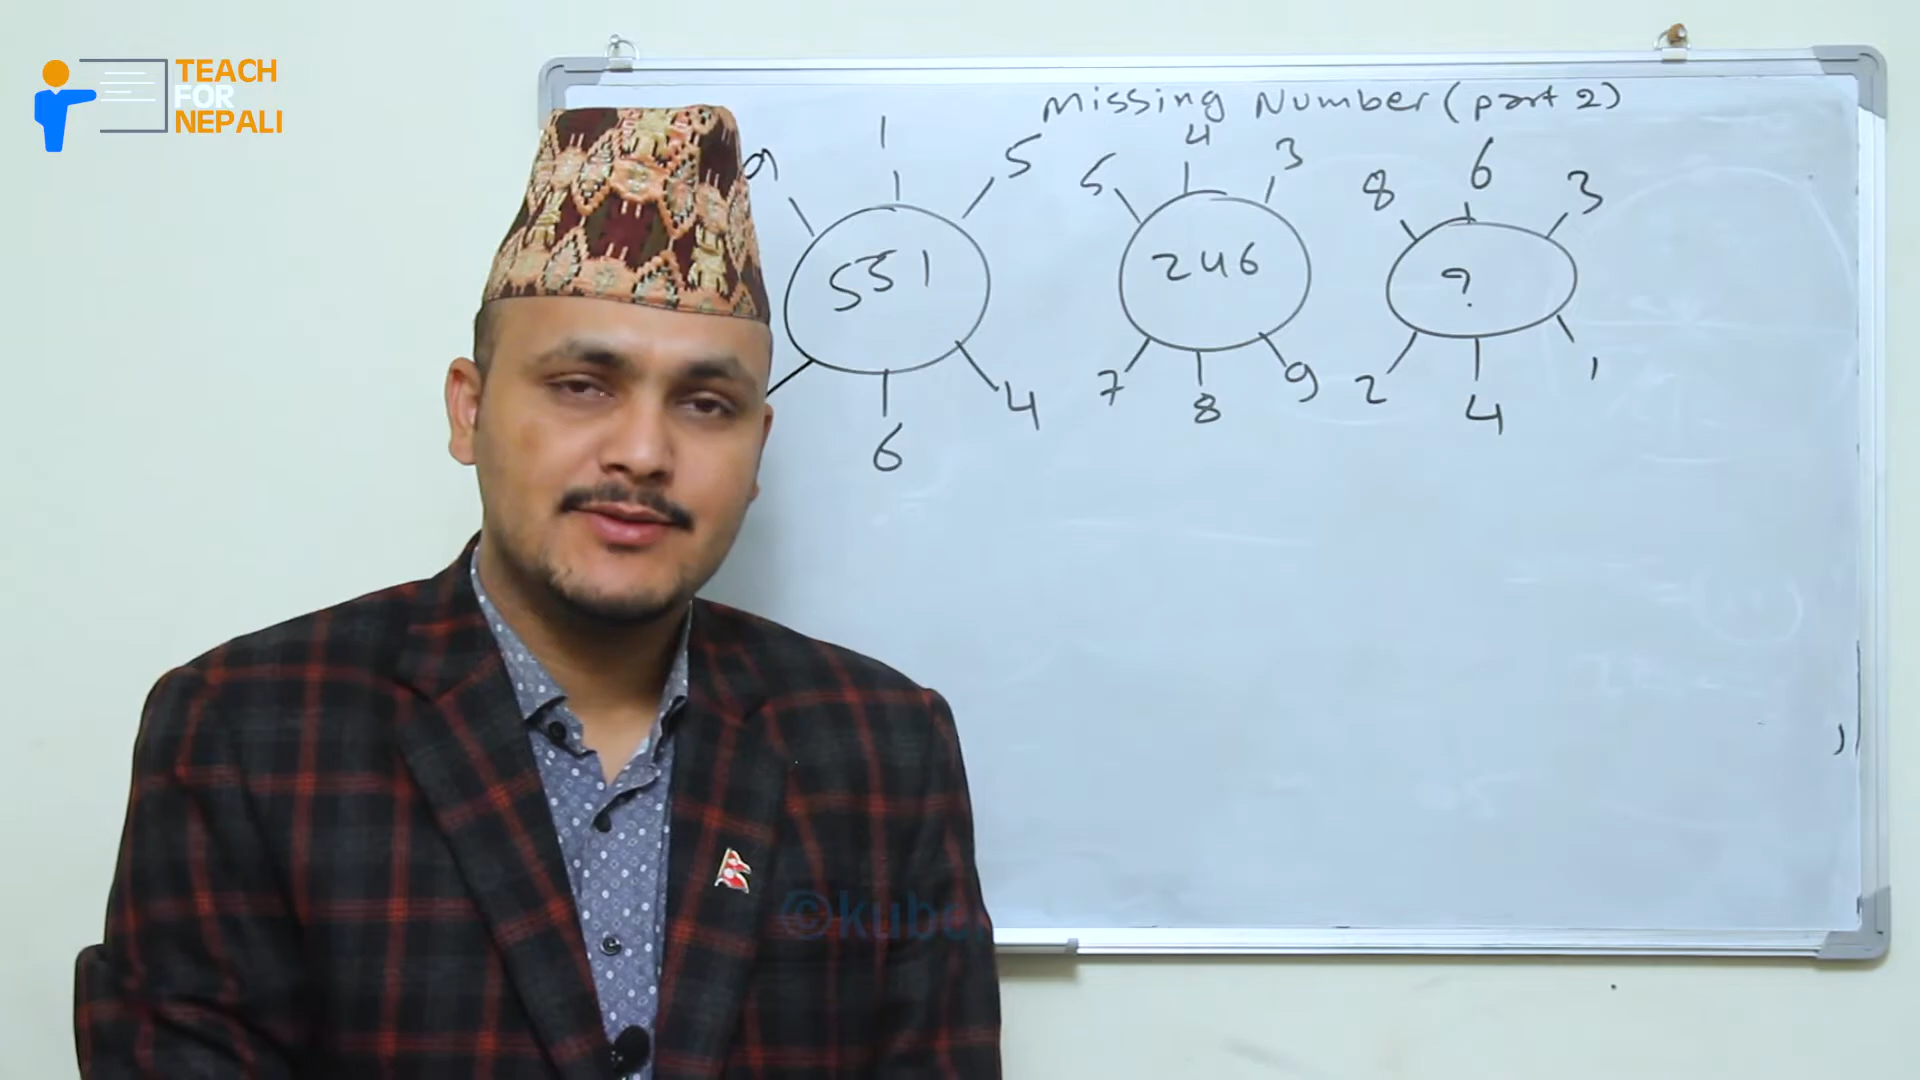 TEACH
FOR
NEPALI
Missing Number (part 2)
9 1 5
551
6 4
5 4 3
246
7 8 9
8 6 3
?
2 4 1